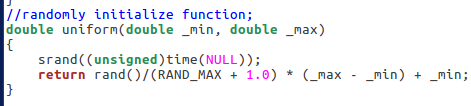 }
//randomly initialize function;
double uniform(double _min, double _max)
{
    srand((unsigned)time(NULL));
    return rand()/(RAND_MAX + 1.0) * (_max - _min) + _min;
}